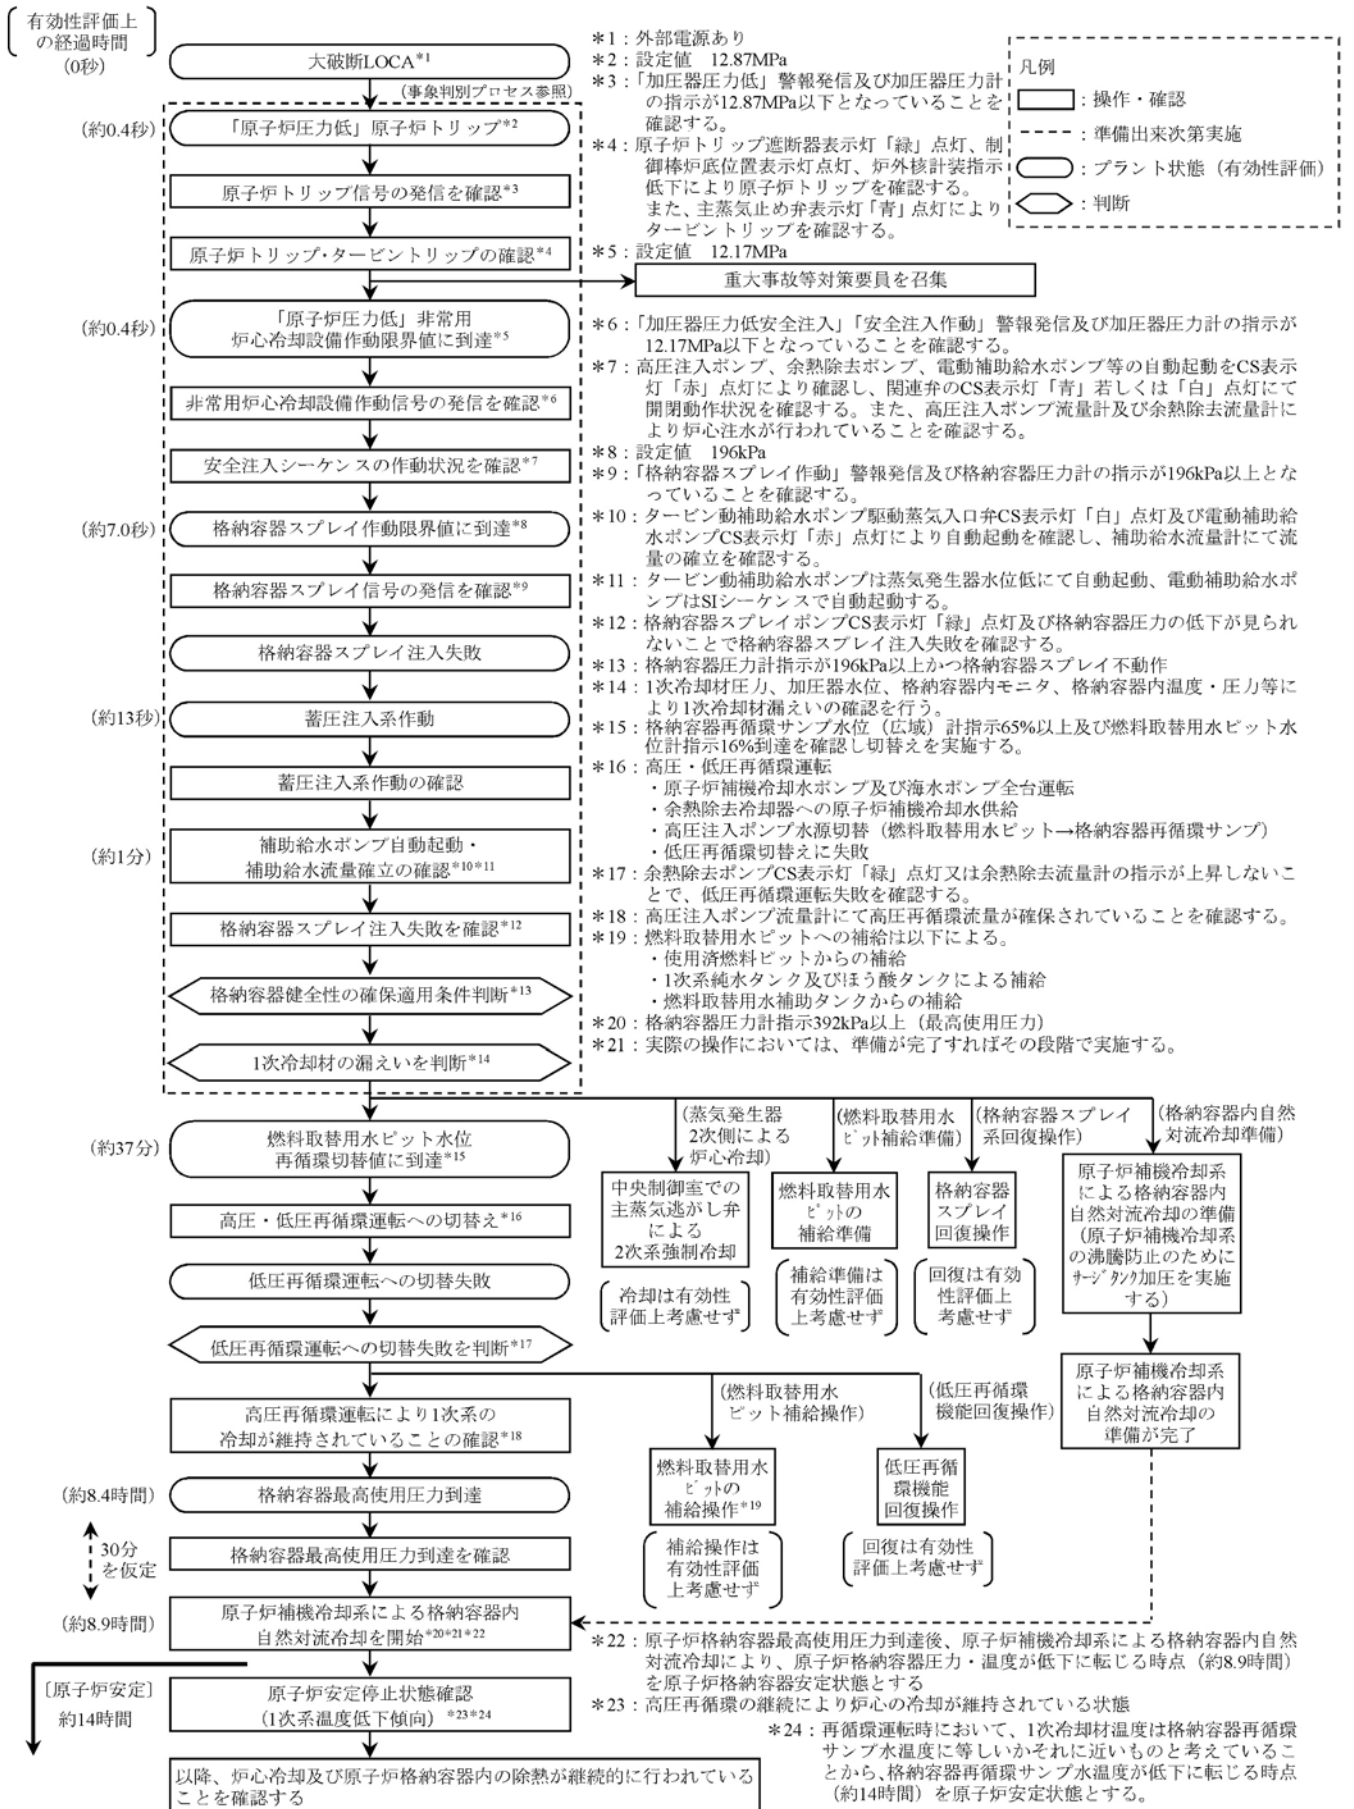 有効性評価上
の経過時間
(0秒)
大破断LOCA*1
(事象判別プロセス参照)
(約0.4秒)
「原子炉圧力低」原子炉トリップ*2
原子炉トリップ信号の発信を確認*3
原子炉トリップ・タービントリップの確認*4
重大事故等対策要員を召集
(約0.4秒)
「原子炉圧力低」非常用
炉心冷却設備作動限界値に到達*5
非常用炉心冷却設備作動信号の発信を確認*6
安全注入シーケンスの作動状況を確認*7
(約7.0秒)
格納容器スプレイ作動限界値に到達*8
格納容器スプレイ信号の発信を確認*9
格納容器スプレイ注入失敗
(約13秒)
蓄圧注入系作動
蓄圧注入系作動の確認
(約1分)
補助給水ポンプ自動起動・
補助給水流量確立の確認*10*11
格納容器スプレイ注入失敗を確認*12
格納容器健全性の確保適用条件判断*13
1次冷却材の漏えいを判断*14
*1：外部電源あり
*2：設定値　12.87MPa
*3：「加圧器圧力低」警報発信及び加圧器圧力計
の指示が12.87MPa以下となっていることを
確認する。
*4：原子炉トリップ遮断器表示灯「緑」点灯、制
御棒炉底位置表示灯点灯、炉外核計装指示
低下により原子炉トリップを確認する。
また、主蒸気止め弁表示灯「青」点灯により
タービントリップを確認する。
*5：設定値　12.17MPa
凡例
：操作・確認
：準備出来次第実施
：プラント状態（有効性評価）
：判断
*6：「加圧器圧力低安全注入」「安全注入作動」警報発信及び加圧器圧力計の指示が
12.17MPa以下となっていることを確認する。
*7：高圧注入ポンプ、余熱除去ポンプ、電動補助給水ポンプ等の自動起動をCS表示
灯「赤」点灯により確認し、関連弁のCS表示灯「青」若しくは「白」点灯にて
開閉動作状況を確認する。また、高圧注入ポンプ流量計及び余熱除去流量計に
より炉心注水が行われていることを確認する。
*8：設定値　196kPa
*9：「格納容器スプレイ作動」警報発信及び格納容器圧力計の指示が196kPa以上とな
っていることを確認する。
*10：タービン動補助給水ポンプ駆動蒸気入口弁CS表示灯「白」点灯及び電動補助給
水ポンプCS表示灯「赤」点灯により自動起動を確認し、補助給水流量計にて流
量の確立を確認する。
*11：タービン動補助給水ポンプは蒸気発生器水位低にて自動起動、電動補助給水ポ
ンプはSIシーケンスで自動起動する。
*12：格納容器スプレイポンプCS表示灯「緑」点灯及び格納容器圧力の低下が見られ
ないことで格納容器スプレイ注入失敗を確認する。
*13：格納容器圧力計指示が196kPa以上かつ格納容器スプレイ不動作
*14：1次冷却材圧力、加圧器水位、格納容器内モニタ、格納容器内温度・圧力等によ
り1次冷却材漏えいの確認を行う。
*15：格納容器再循環サンプ水位（広域）計指示65%以上及び燃料取替用水ピット水
位計指示16%到達を確認し切替えを実施する。
*16：高圧・低圧再循環運転
・原子炉補機冷却水ポンプ及び海水ポンプ全台運転
・余熱除去冷却器への原子炉補機冷却水供給
・高圧注入ポンプ水源切替（燃料取替用水ピット→格納容器再循環サンプ）
・低圧再循環切替えに失敗
*17：余熱除去ポンプCS表示灯「緑」点灯又は余熱除去流量計の指示が上昇しないこ
とで、低圧再循環運転失敗を確認する。
*18：高圧注入ポンプ流量計にて高圧再循環流量が確保されていることを確認する。
*19：燃料取替用水ピットへの補給は以下による。
・使用済燃料ピットからの補給
・1次系純水タンク及びほう酸タンクによる補給
・燃料取替用水補助タンクからの補給
*20：格納容器圧力計指示392kPa以上（最高使用圧力）
*21：実際の操作においては、準備が完了すればその段階で実施する。
(約37分)
燃料取替用水ピット水位
再循環切替値に到達*15
高圧・低圧再循環運転への切替え*16
低圧再循環運転への切替失敗
低圧再循環運転への切替失敗を判断*17
(蒸気発生器
2次側による
炉心冷却)
中央制御室での
主蒸気逃がし弁
による
2次系強制冷却
冷却は有効性
評価上考慮せず
(燃料取替用水
ピット補給準備)
燃料取替用水
ピットの
補給準備
補給準備は
有効性評価
上考慮せず
(格納容器スプレイ
系回復操作)
格納容器
スプレイ
回復操作
回復は有効
性評価上
考慮せず
(格納容器内自然
対流冷却準備)
原子炉補機冷却系
による格納容器内
自然対流冷却の準備
(原子炉補機冷却系
の沸騰防止のために
サージタンク加圧を実施
する)
原子炉補機冷却系
による格納容器内
自然対流冷却の
準備が完了
高圧再循環運転により1次系の
冷却が維持されていることの確認*18
(燃料取替用水
ピット補給操作)
燃料取替用水
ピットの
補給操作*19
補給操作は
有効性評価
上考慮せず
(低圧再循環
機能回復操作)
低圧再循
環機能
回復操作
回復は有効性
評価上考慮せず
(約8.4時間)
格納容器最高使用圧力到達
30分
を仮定
格納容器最高使用圧力到達を確認
(約8.9時間)
原子炉補機冷却系による格納容器内
自然対流冷却を開始*20*21*22
〔原子炉安定〕
約14時間
原子炉安定停止状態確認
(1次系温度低下傾向) *23*24
以降、炉心冷却及び原子炉格納容器内の除熱が継続的に行われている
ことを確認する
*22：原子炉格納容器最高使用圧力到達後、原子炉補機冷却系による格納容器内自然
対流冷却により、原子炉格納容器圧力・温度が低下に転じる時点（約8.9時間）
を原子炉格納容器安定状態とする
*23：高圧再循環の継続により炉心の冷却が維持されている状態
*24：再循環運転時において、1次冷却材温度は格納容器再循環
サンプ水温度に等しいかそれに近いものと考えているこ
とから、格納容器再循環サンプ水温度が低下に転じる時点
（約14時間）を原子炉安定状態とする。